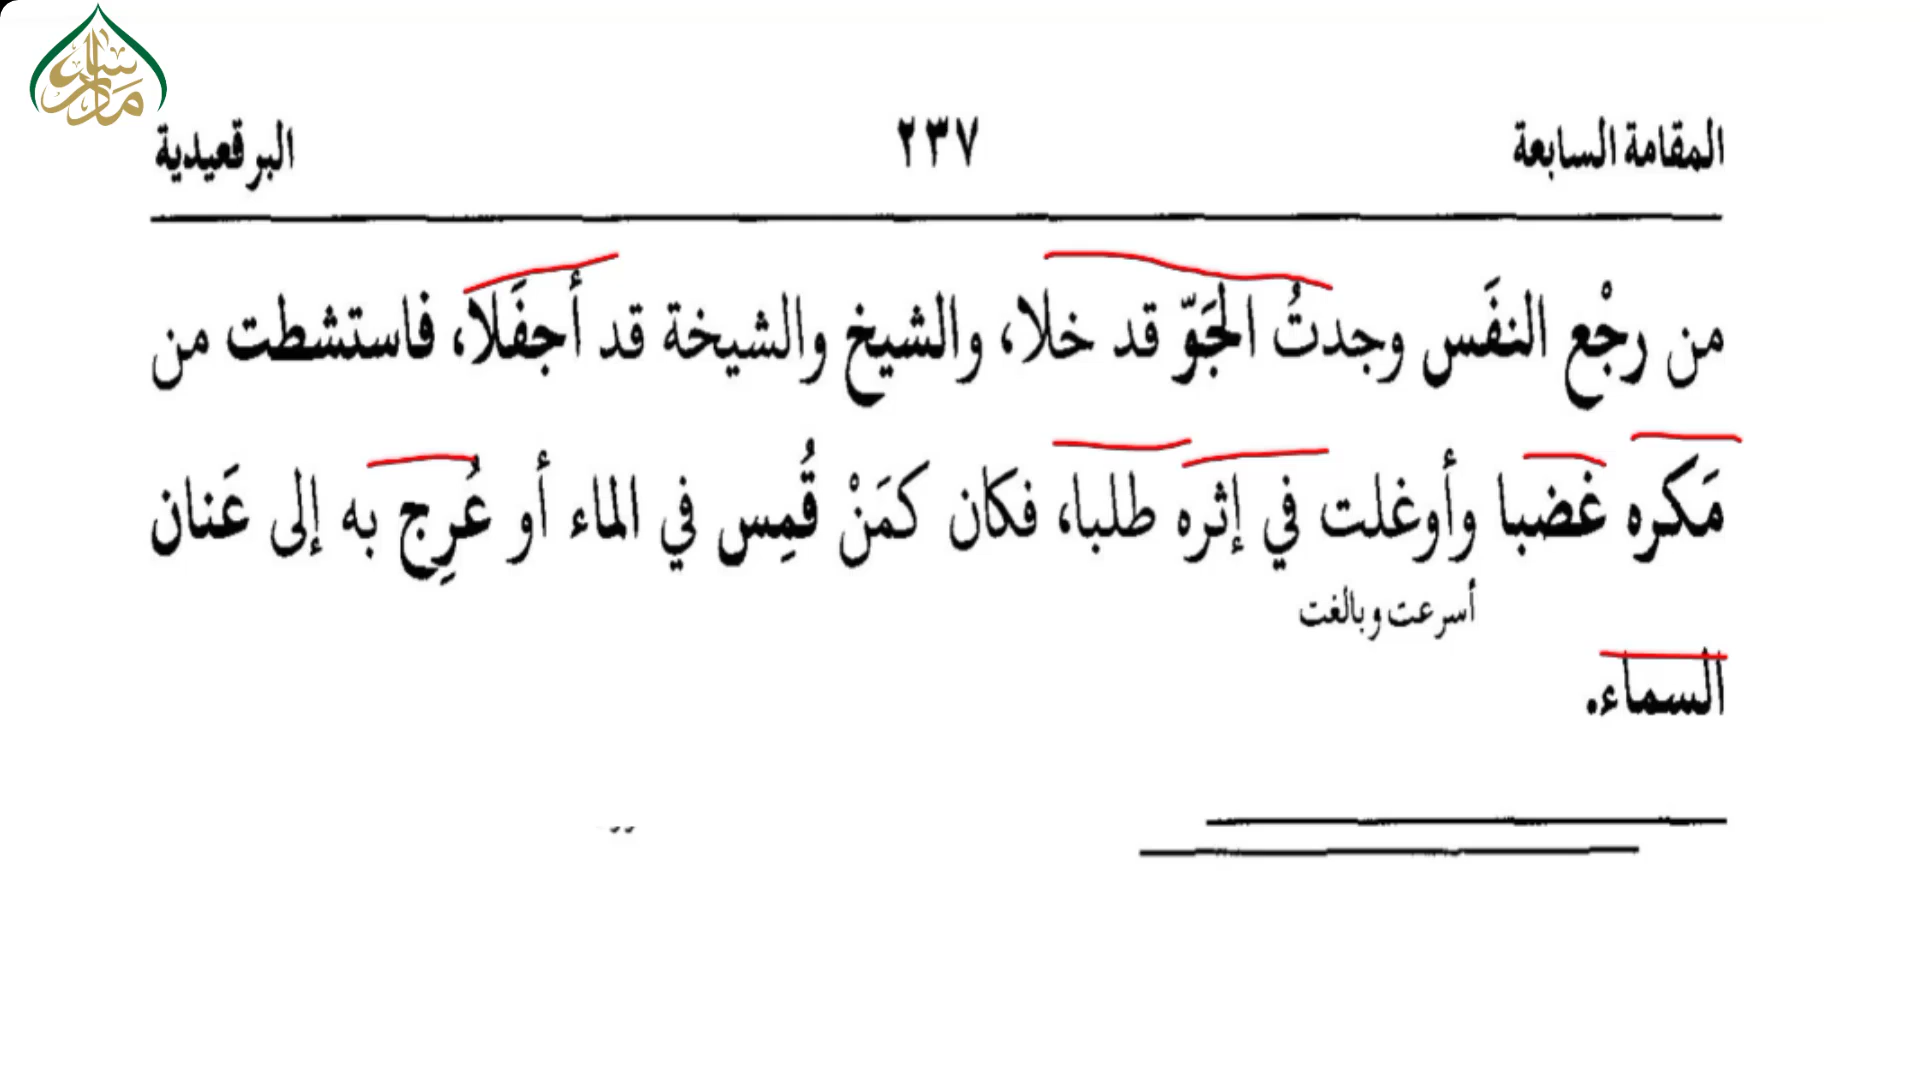 المقامة السابعة ٢٣٧ البرقعيدية
من رجْع النفَس وجدتُ الجَوّ قد خلا، والشيخ والشيخة قد أجفَلا، فاستشطت من
مَكره غضبا وأوغلت في إثره طلبا، فكان كمَنْ قُمِس في الماء أو عُرِج به إلى عَنان
أسرعت وبالغت
السماء.